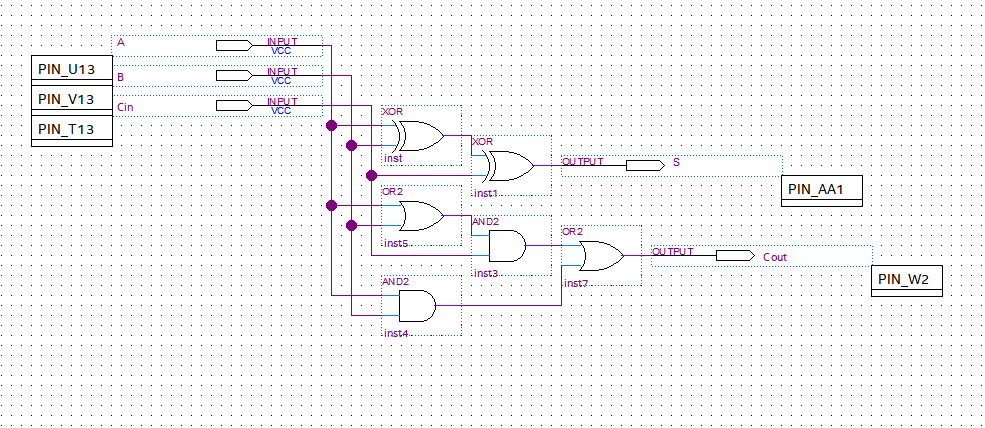 A
INPUT
VCC
PIN_U13
B
INPUT
VCC
PIN_V13
Cin
INPUT
VCC
PIN_T13
XOR
inst
XOR
inst1
OUTPUT
S
PIN_AA1
OR2
inst5
AND2
inst3
OR2
inst7
OUTPUT
Cout
PIN_W2
AND2
inst4